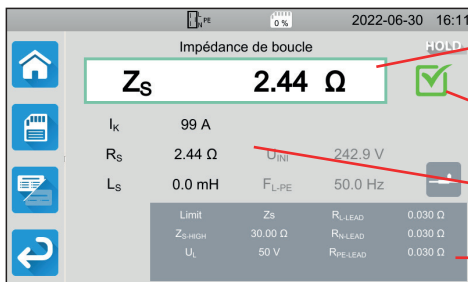 L PE
N
0 %
2022-06-30 16:11
Impédance de boucle
HOLD
ZS 2.44 Ω
IK 99 A
RS 2.44 Ω UINI 242.9 V
LS 0.0 mH FL-PE 50.0 Hz
Limit Zs RL-LEAD 0.030 Ω
ZS-HIGH 30.00 Ω RN-LEAD 0.030 Ω
UL 50 V RPE-LEAD 0.030 Ω